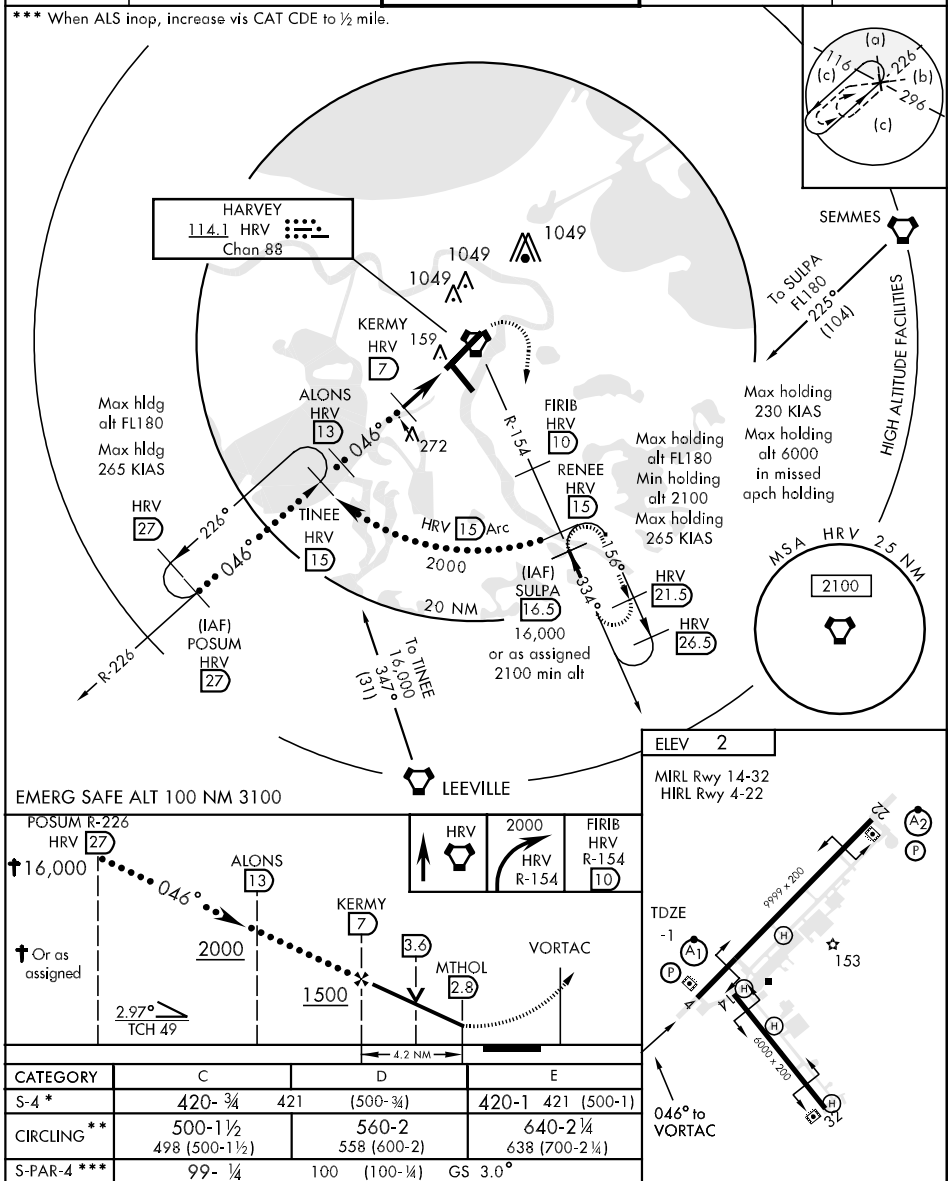 *** When ALS inop, increase vis CAT CDE to ½ mile.
(a)
116
226
(c)
(b)
296
(c)
HARVEY
114.1 HRV
Chan 88
SEMMES
To SULPA
FL180
225°
(104)
HIGH ALTITUDE FACILITIES
1049
1049
1049
KERMY
HRV
7
159
ALONS
HRV
13
046°
272
R-154
FIRIB
HRV
10
RENEE
HRV
15
Max hldg
alt FL180
Max hldg
265 KIAS
Max holding
alt FL180
Min holding
alt 2100
Max holding
265 KIAS
Max holding
230 KIAS
Max holding
alt 6000
in missed
apch holding
HRV
27
226°
046°
TINEE
HRV
15
HRV 15 Arc
2000
156°
334°
(IAF)
SULPA
16.5
16,000
or as assigned
2100 min alt
HRV
21.5
HRV
26.5
20 NM
(IAF)
POSUM
HRV
27
R-226
To TINEE
16,000
347°
(31)
LEEVILLE
MSA HRV 25 NM
2100
EMERG SAFE ALT 100 NM 3100
POSUM R-226
HRV 27
16,000
046°
ALONS
13
2000
KERMY
7
1500
3.6
MTHOL
2.8
VORTAC
† Or as
assigned
2.97°
TCH 49
4.2 NM
HRV
2000
HRV
R-154
FIRIB
HRV
R-154
10
ELEV 2
MIRL Rwy 14-32
HIRL Rwy 4-22
22
A2
P
9999 x 200
TDZE
-1
A1
P
H
153
4
H
14
H
6000 x 200
H
32
046° to
VORTAC
CATEGORY C D E
S-4 * 420-¾ 421 (500-¾) 420-1 421 (500-1)
CIRCLING** 500-1½ 560-2 640-2¼
498 (500-1½) 558 (600-2) 638 (700-2¼)
S-PAR-4 *** 99-¼ 100 (100-¼) GS 3.0°